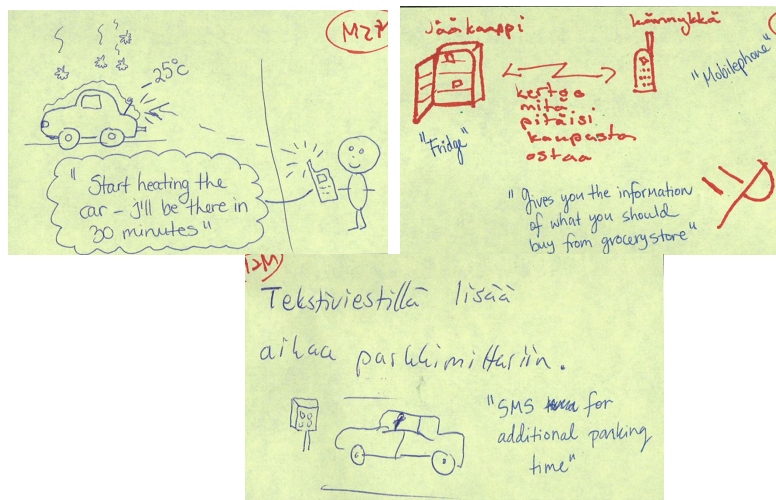 M27
-25°C
"Start heating the
car – I'll be there in
30 minutes"
Jääkaappi
kännykkä
"Mobilephone"
kertoo
mitä
pitäisi
kaupasta
ostaa
"Fridge"
"Gives you the information
of what you should
buy from grocerystore"
12M
Tekstiviestillä lisää
aikaa parkkimittariin.
"SMS for
additional parking
time"